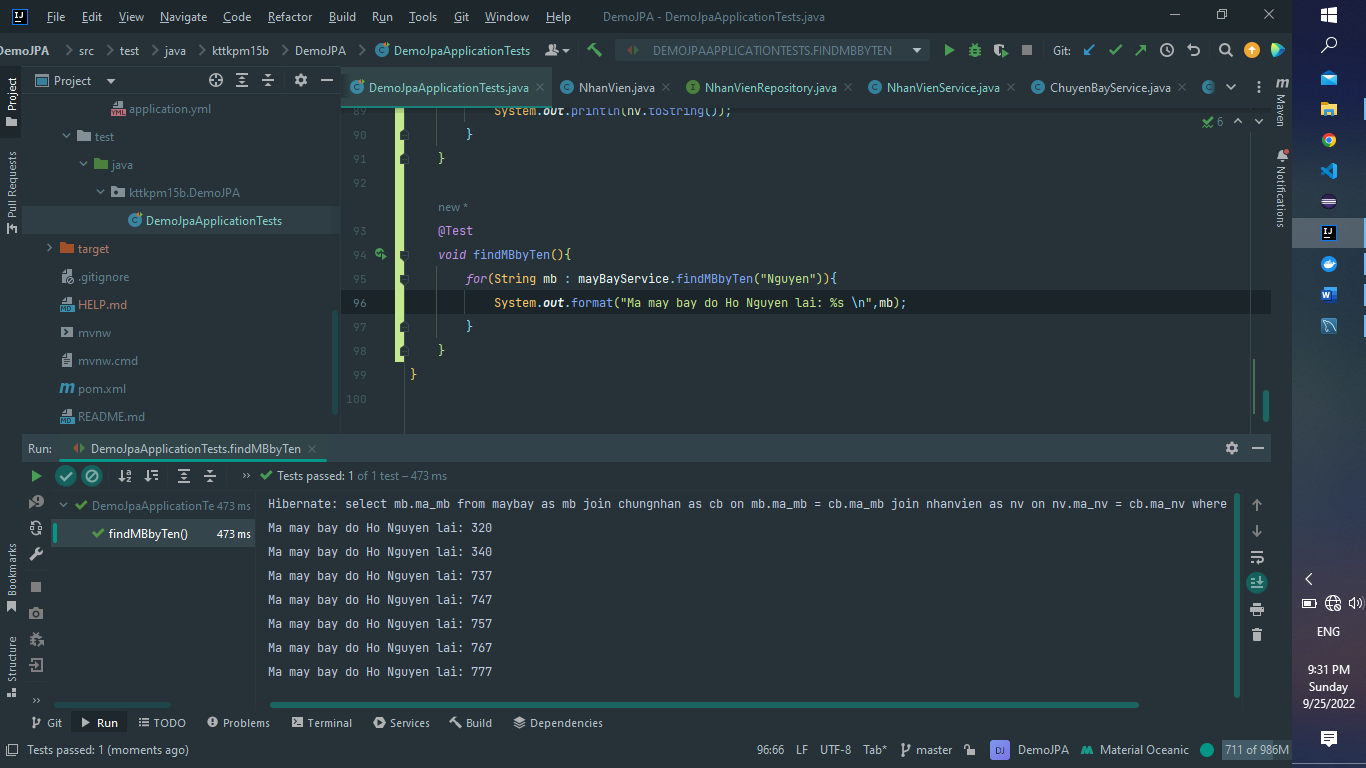 File Edit View Navigate Code Refactor Build Run Tools Git Window Help DemoJPA - DemoJpaApplicationTests.java
DemoJPA src test java kttkpm15b DemoJPA DemoJpaApplicationTests DEMOJPAAPPLICATIONTESTS.FINDMBBYTEN Git:
Project
DemoJpaApplicationTests.java NhanVien.java NhanVienRepository.java NhanVienService.java ChuyenBayService.java
application.yml
test
java
kttkpm15b.DemoJPA
DemoJpaApplicationTests
target
.gitignore
HELP.md
mvnw
mvnw.cmd
pom.xml
README.md
Project
Pull Requests
Bookmarks
Structure
Maven
Notifications
6
89 System.out.println(nv.toString());
90 }
91 }
92
new *
93 @Test
94 void findMBbyTen(){
95 for(String mb : mayBayService.findMBbyTen("Nguyen")){
96 System.out.format("Ma may bay do Ho Nguyen lai: %s \n",mb);
97 }
98 }
99 }
100
Run: DemoJpaApplicationTests.findMBbyTen
Tests passed: 1 of 1 test – 473 ms
DemoJpaApplicationTe 473 ms
findMBbyTen() 473 ms
Hibernate: select mb.ma_mb from maybay as mb join chungnhan as cb on mb.ma_mb = cb.ma_mb join nhanvien as nv on nv.ma_nv = cb.ma_nv where
Ma may bay do Ho Nguyen lai: 320
Ma may bay do Ho Nguyen lai: 340
Ma may bay do Ho Nguyen lai: 737
Ma may bay do Ho Nguyen lai: 747
Ma may bay do Ho Nguyen lai: 757
Ma may bay do Ho Nguyen lai: 767
Ma may bay do Ho Nguyen lai: 777
Git Run TODO Problems Terminal Services Build Dependencies
Tests passed: 1 (moments ago) 96:66 LF UTF-8 Tab* master DJ DemoJPA Material Oceanic 711 of 986M
ENG
9:31 PM
Sunday
9/25/2022